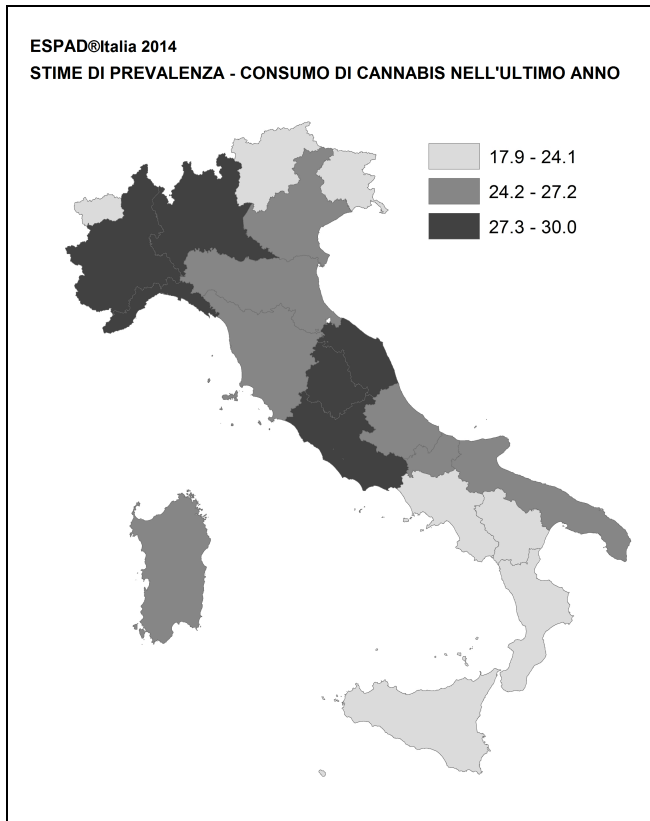 ESPAD®Italia 2014
STIME DI PREVALENZA - CONSUMO DI CANNABIS NELL'ULTIMO ANNO
17.9 - 24.1
24.2 - 27.2
27.3 - 30.0